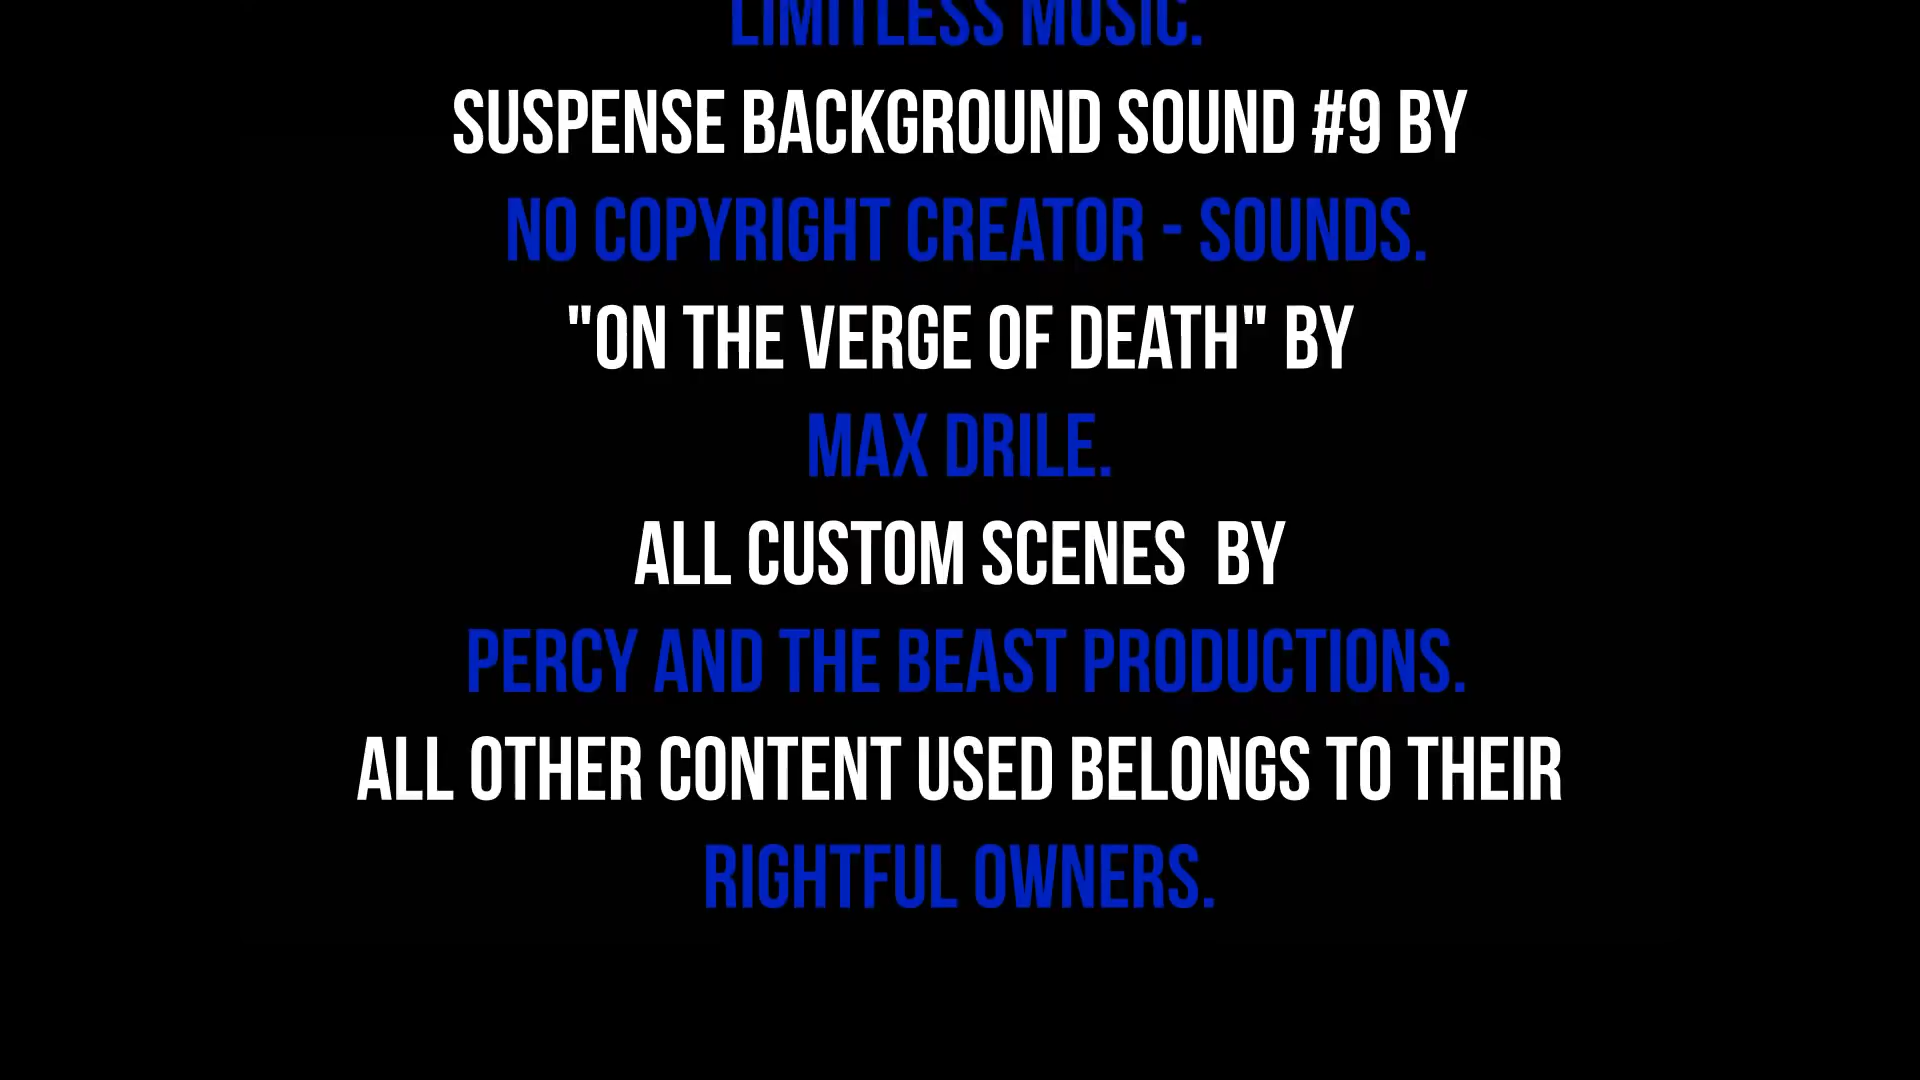 LIMITLESS MUSIC.
SUSPENSE BACKGROUND SOUND #9 BY
NO COPYRIGHT CREATOR - SOUNDS.
"ON THE VERGE OF DEATH" BY
MAX DRILE.
ALL CUSTOM SCENES  BY
PERCY AND THE BEAST PRODUCTIONS.
ALL OTHER CONTENT USED BELONGS TO THEIR
RIGHTFUL OWNERS.